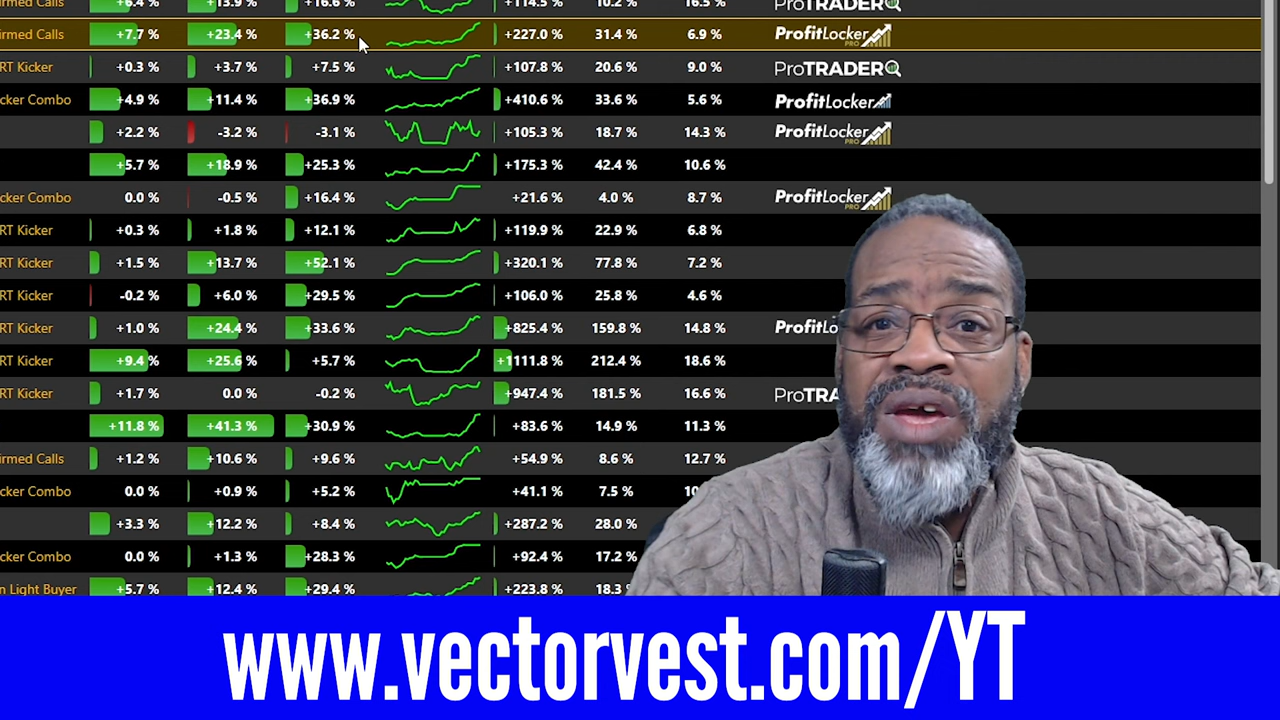 irmed Calls +6.4 % +13.9 % +16.6 % +114.5 % 10.2 % 16.5 % ProTRADER
irmed Calls +7.7 % +23.4 % +36.2 % +227.0 % 31.4 % 6.9 % ProfitLocker PRO
RT Kicker +0.3 % +3.7 % +7.5 % +107.8 % 20.6 % 9.0 % ProTRADER
cker Combo +4.9 % +11.4 % +36.9 % +410.6 % 33.6 % 5.6 % ProfitLocker
+2.2 % -3.2 % -3.1 % +105.3 % 18.7 % 14.3 % ProfitLocker PRO
+5.7 % +18.9 % +25.3 % +175.3 % 42.4 % 10.6 %
cker Combo 0.0 % -0.5 % +16.4 % +21.6 % 4.0 % 8.7 % ProfitLocker PRO
RT Kicker +0.3 % +1.8 % +12.1 % +119.9 % 22.9 % 6.8 %
RT Kicker +1.5 % +13.7 % +52.1 % +320.1 % 77.8 % 7.2 %
RT Kicker -0.2 % +6.0 % +29.5 % +106.0 % 25.8 % 4.6 %
RT Kicker +1.0 % +24.4 % +33.6 % +825.4 % 159.8 % 14.8 % ProfitLo
RT Kicker +9.4 % +25.6 % +5.7 % +1111.8 % 212.4 % 18.6 %
RT Kicker +1.7 % 0.0 % -0.2 % +947.4 % 181.5 % 16.6 % ProTRA
+11.8 % +41.3 % +30.9 % +83.6 % 14.9 % 11.3 %
irmed Calls +1.2 % +10.6 % +9.6 % +54.9 % 8.6 % 12.7 %
cker Combo 0.0 % +0.9 % +5.2 % +41.1 % 7.5 % 10
+3.3 % +12.2 % +8.4 % +287.2 % 28.0 %
cker Combo 0.0 % +1.3 % +28.3 % +92.4 % 17.2 %
n Light Buyer +5.7 % +12.4 % +29.4 % +223.8 % 18.3
www.vectorvest.com/YT